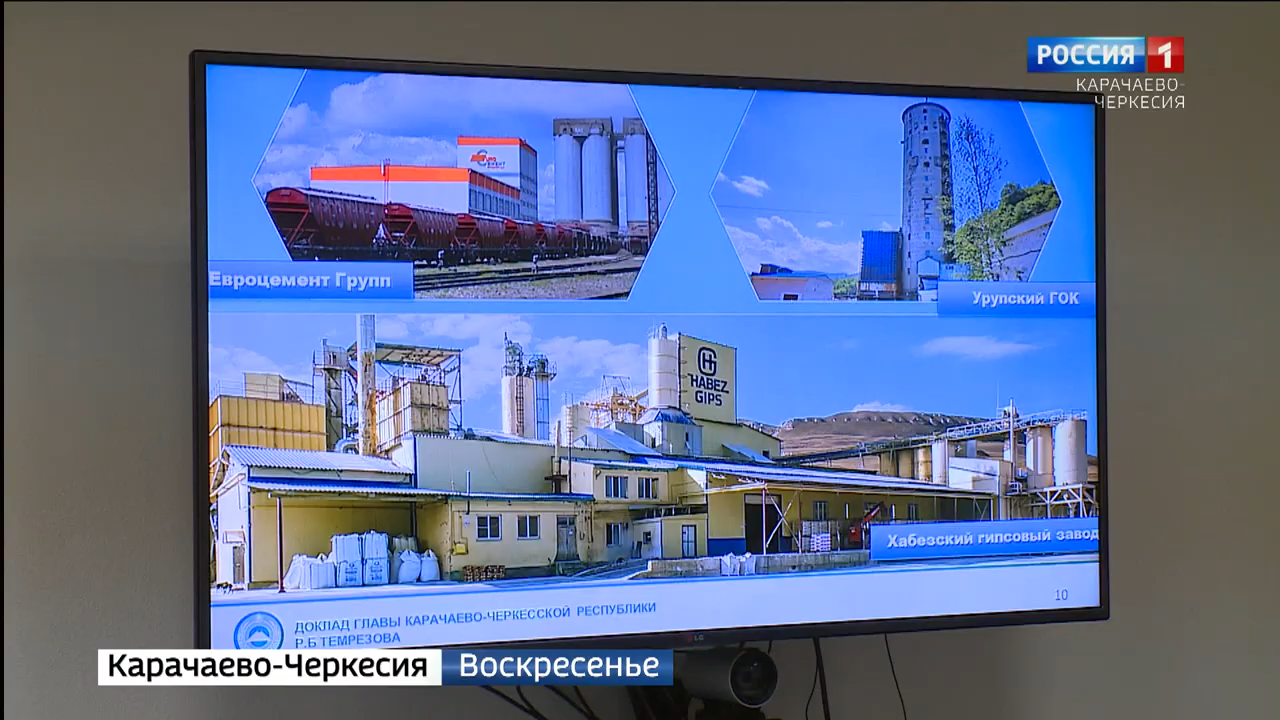 РОССИЯ 1
КАРАЧАЕВО-
ЧЕРКЕСИЯ
Евроцемент Групп
Урупский ГОК
HABEZ
GIPS
Хабезский гипсовый завод
10
ДОКЛАД ГЛАВЫ КАРАЧАЕВО-ЧЕРКЕССКОЙ РЕСПУБЛИКИ
Р.Б ТЕМРЕЗОВА
LG
Карачаево-Черкесия Воскресенье